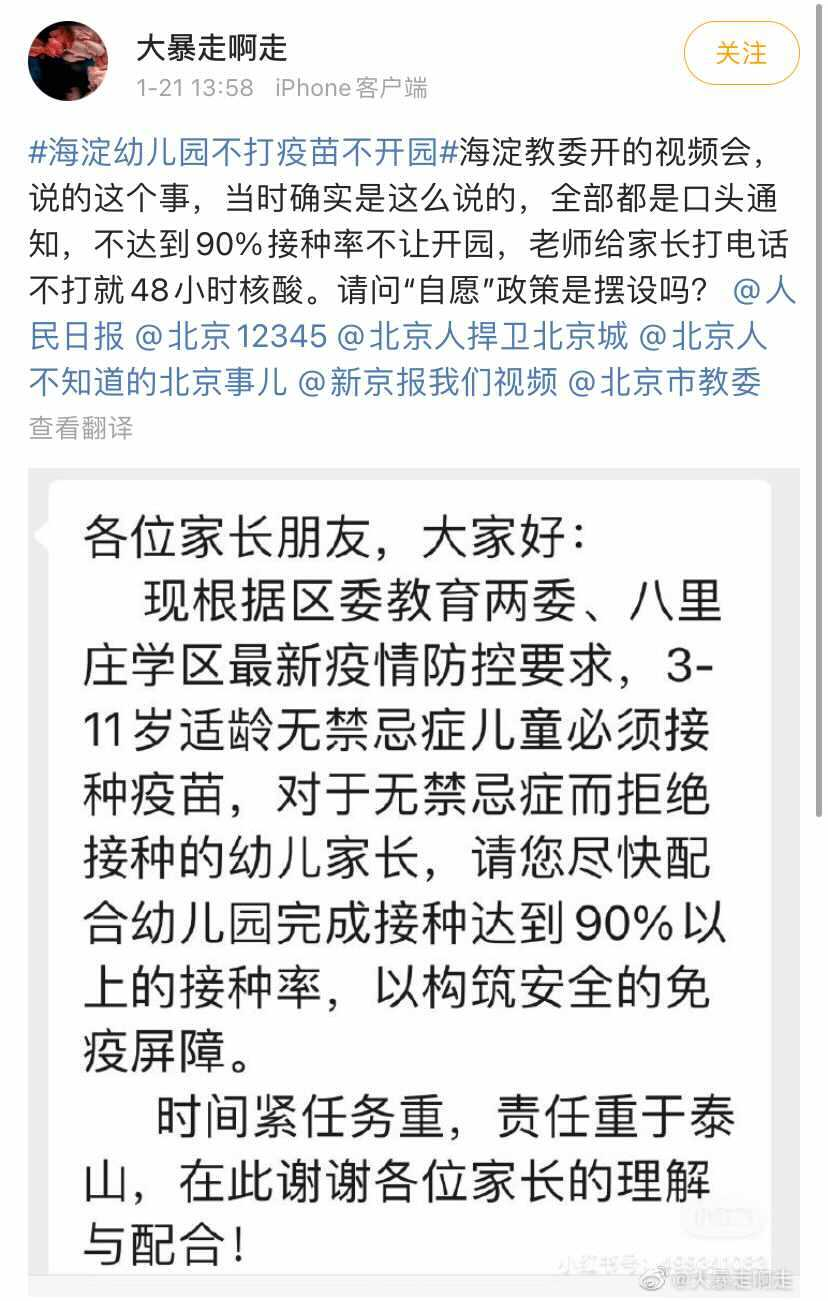 大暴走啊走
关注
1-21 13:58 iPhone客户端
#海淀幼儿园不打疫苗不开园#海淀教委开的视频会，
说的这个事，当时确实是这么说的，全部都是口头通
知，不达到90%接种率不让开园，老师给家长打电话
不打就48小时核酸。请问“自愿”政策是摆设吗？ @人
民日报 @北京12345 @北京人捍卫北京城 @北京人
不知道的北京事儿 @新京报我们视频 @北京市教委
查看翻译
各位家长朋友，大家好：
现根据区委教育两委、八里
庄学区最新疫情防控要求，3-
11岁适龄无禁忌症儿童必须接
种疫苗，对于无禁忌症而拒绝
接种的幼儿家长，请您尽快配
合幼儿园完成接种达到90%以
上的接种率，以构筑安全的免
疫屏障。
时间紧任务重，责任重于泰
山，在此谢谢各位家长的理解
与配合！
小红书
小红书号：
@大暴走啊走